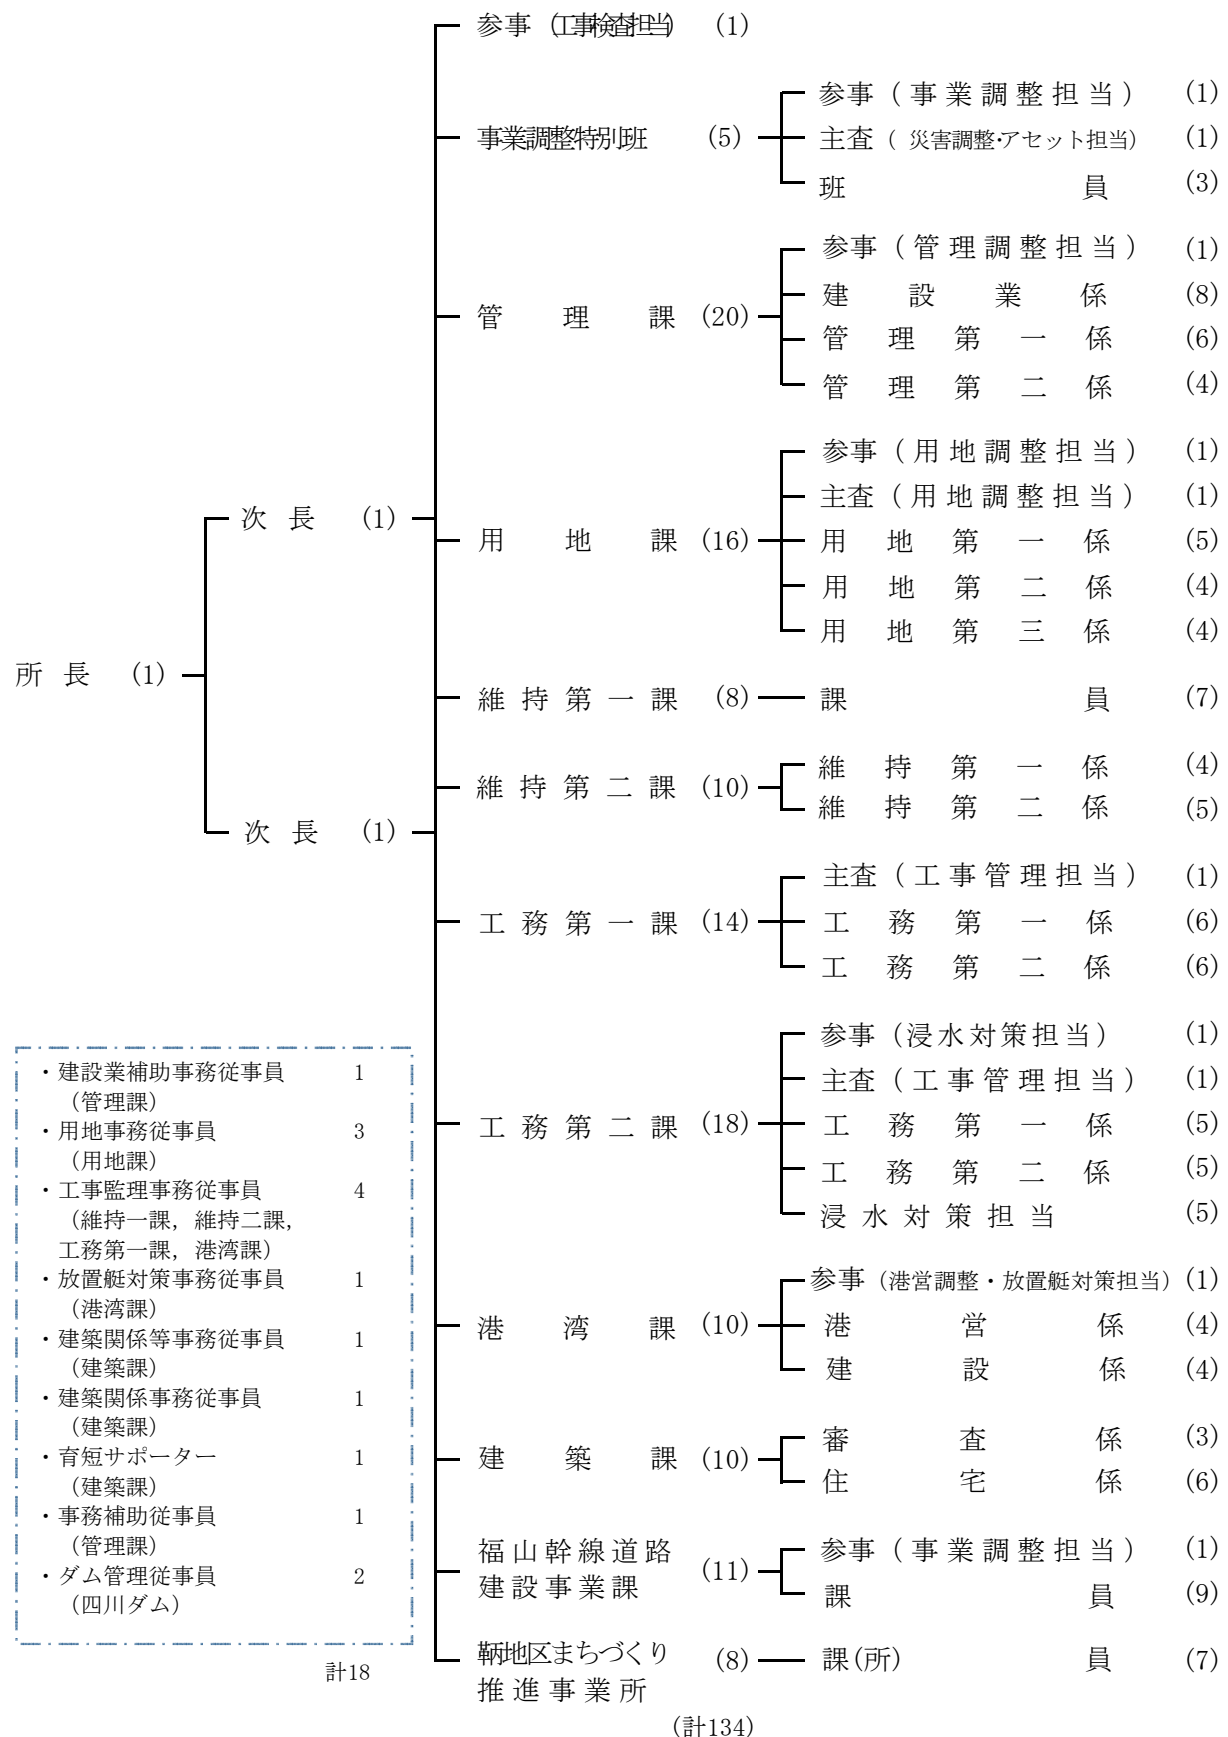 参事（工事検査担当） (1)
事業調整特別班 (5)
参事（事業調整担当） (1)
主査（災害調整・アセット担当） (1)
班員 (3)
管理課 (20)
参事（管理調整担当） (1)
建設業係 (8)
管理第一係 (6)
管理第二係 (4)
用地課 (16)
参事（用地調整担当） (1)
主査（用地調整担当） (1)
用地第一係 (5)
用地第二係 (4)
用地第三係 (4)
次長 (1)
所長 (1)
次長 (1)
維持第一課 (8)
課員 (7)
維持第二課 (10)
維持第一係 (4)
維持第二係 (5)
工務第一課 (14)
主査（工事管理担当） (1)
工務第一係 (6)
工務第二係 (6)
工務第二課 (18)
参事（浸水対策担当） (1)
主査（工事管理担当） (1)
工務第一係 (5)
工務第二係 (5)
浸水対策担当 (5)
港湾課 (10)
参事（港営調整・放置艇対策担当） (1)
港営係 (4)
建設係 (4)
建築課 (10)
審査係 (3)
住宅係 (6)
福山幹線道路
建設事業課 (11)
参事（事業調整担当） (1)
課員 (9)
鞆地区まちづくり
推進事業所 (8)
課(所)員 (7)
(計134)
・建設業補助事務従事員 1
（管理課）
・用地事務従事員 3
（用地課）
・工事監理事務従事員 4
（維持一課，維持二課，
工務第一課，港湾課）
・放置艇対策事務従事員 1
（港湾課）
・建築関係等事務従事員 1
（建築課）
・建築関係事務従事員 1
（建築課）
・育短サポーター 1
（建築課）
・事務補助従事員 1
（管理課）
・ダム管理従事員 2
（四川ダム）
計18